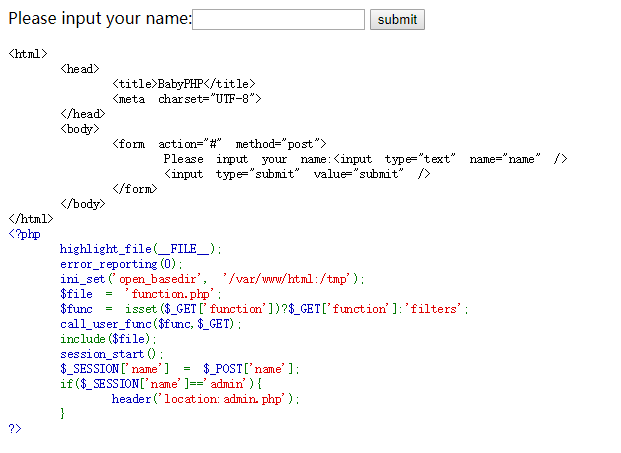 Please input your name: submit
<html>
<head>
<title>BabyPHP</title>
<meta charset="UTF-8">
</head>
<body>
<form action="#" method="post">
Please input your name:<input type="text" name="name" />
<input type="submit" value="submit" />
</form>
</body>
</html>
<?php
highlight_file(__FILE__);
error_reporting(0);
ini_set('open_basedir', '/var/www/html:/tmp');
$file = 'function.php';
$func = isset($_GET['function'])?$_GET['function']:'filters';
call_user_func($func,$_GET);
include($file);
session_start();
$_SESSION['name'] = $_POST['name'];
if($_SESSION['name']=='admin'){
header('location:admin.php');
}
?>